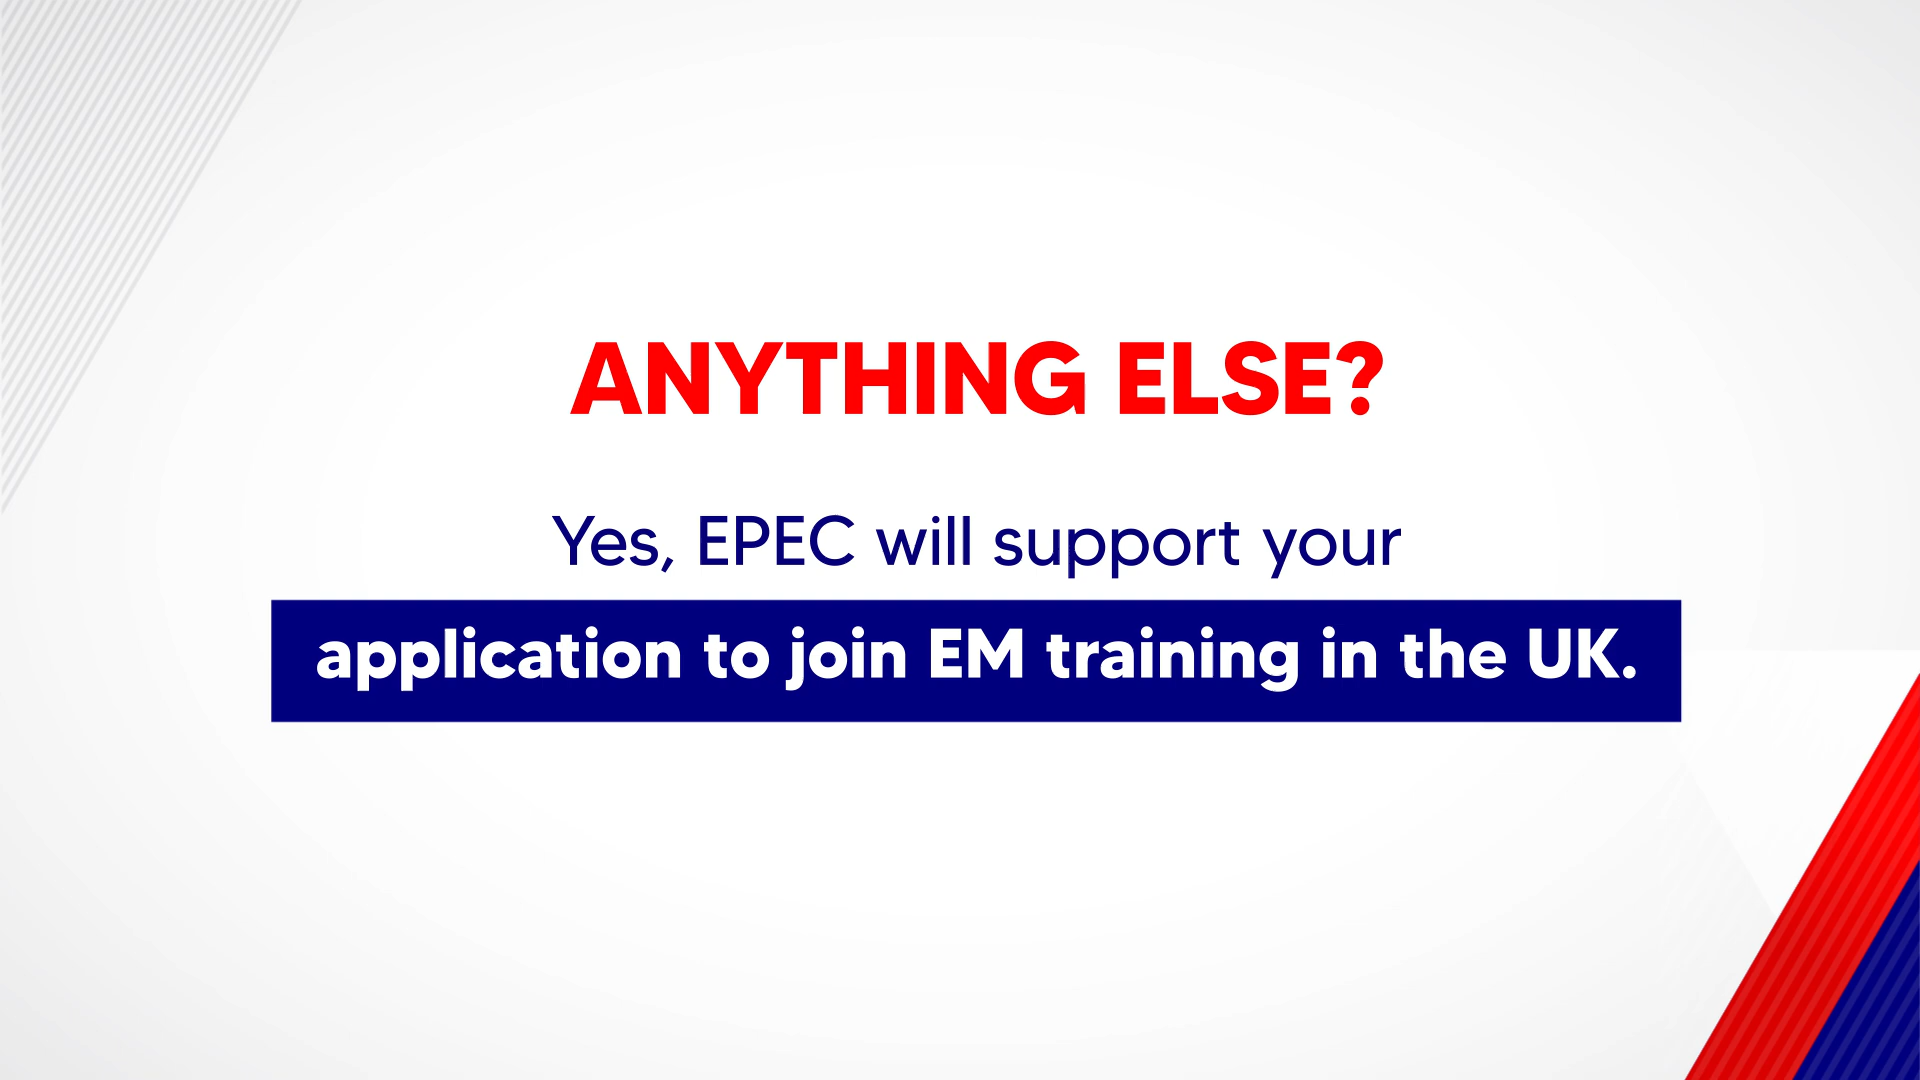 ANYTHING ELSE?
Yes, EPEC will support your
application to join EM training in the UK.